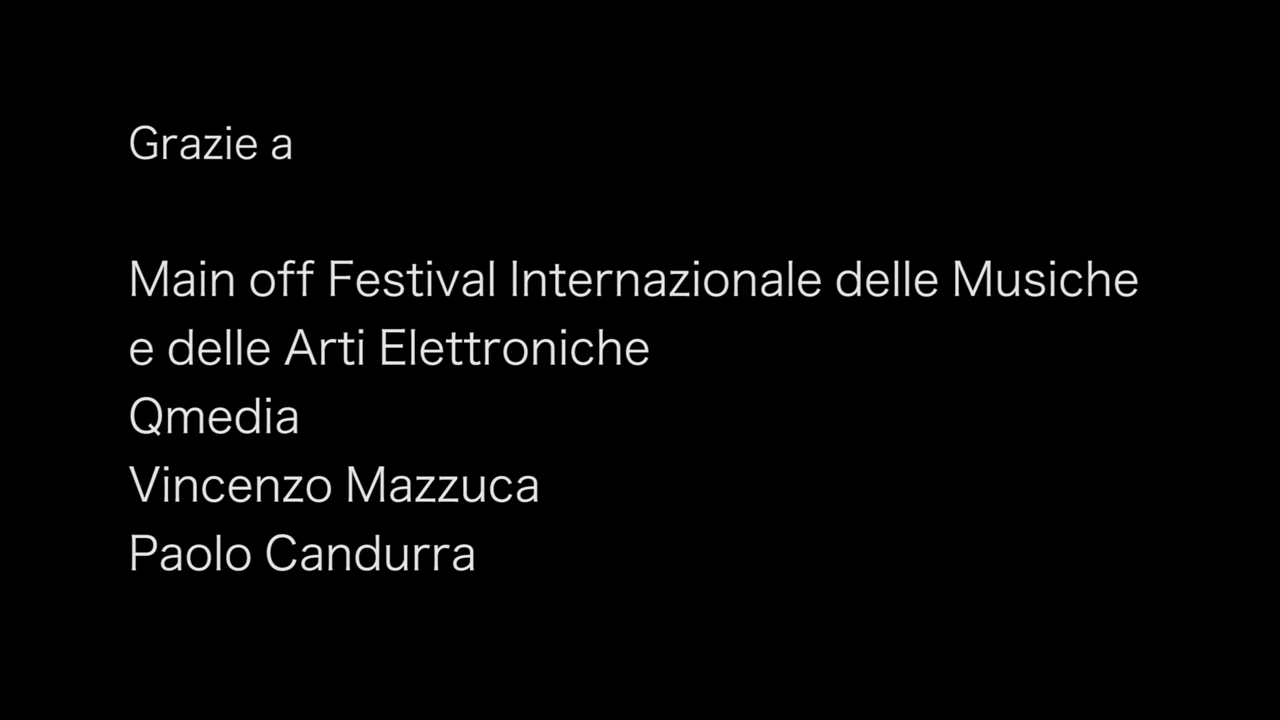 Grazie a
Main off Festival Internazionale delle Musiche
e delle Arti Elettroniche
Qmedia
Vincenzo Mazzuca
Paolo Candurra